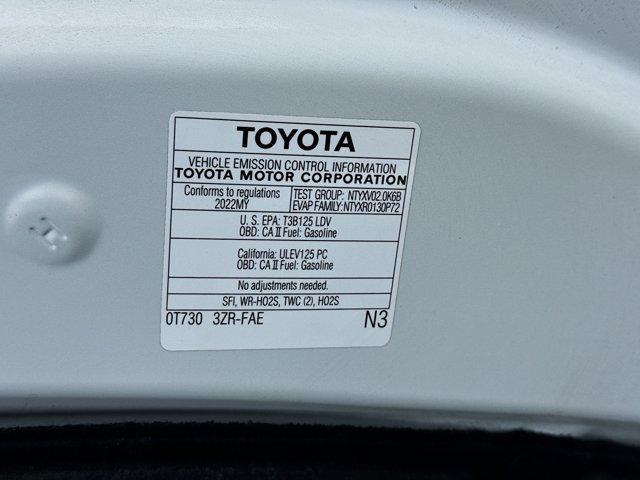 TOYOTA
VEHICLE EMISSION CONTROL INFORMATION
TOYOTA MOTOR CORPORATION
Conforms to regulations
2022MY
TEST GROUP: NTYXV02.0K6B
EVAP FAMILY: NTYXR0130P72
U. S. EPA: T3B125 LDV
OBD: CA II Fuel: Gasoline
California: ULEV125 PC
OBD: CA II Fuel: Gasoline
No adjustments needed.
SFI, WR-HO2S, TWC (2), HO2S
0T730 3ZR-FAE N3